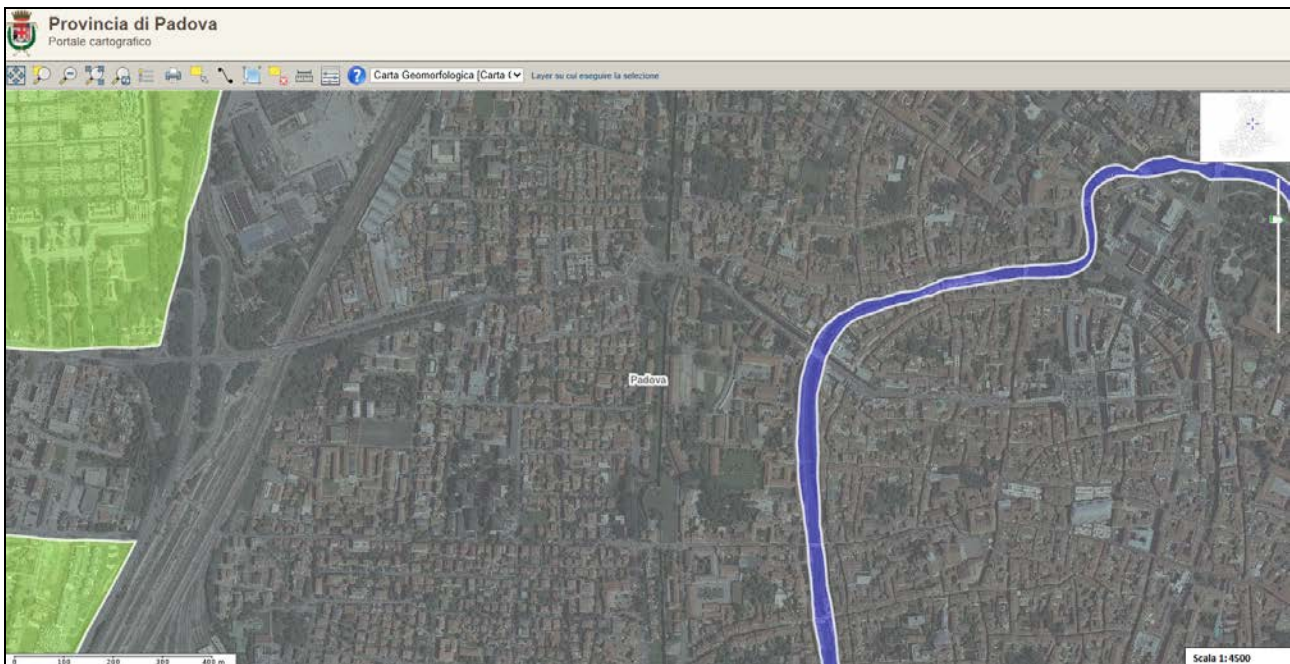 Provincia di Padova
Portale cartografico
Carta Geomorfologica [Carta ( Layer su cui eseguire la selezione
Padova
0 100 200 300 400 m
Scala 1:4500